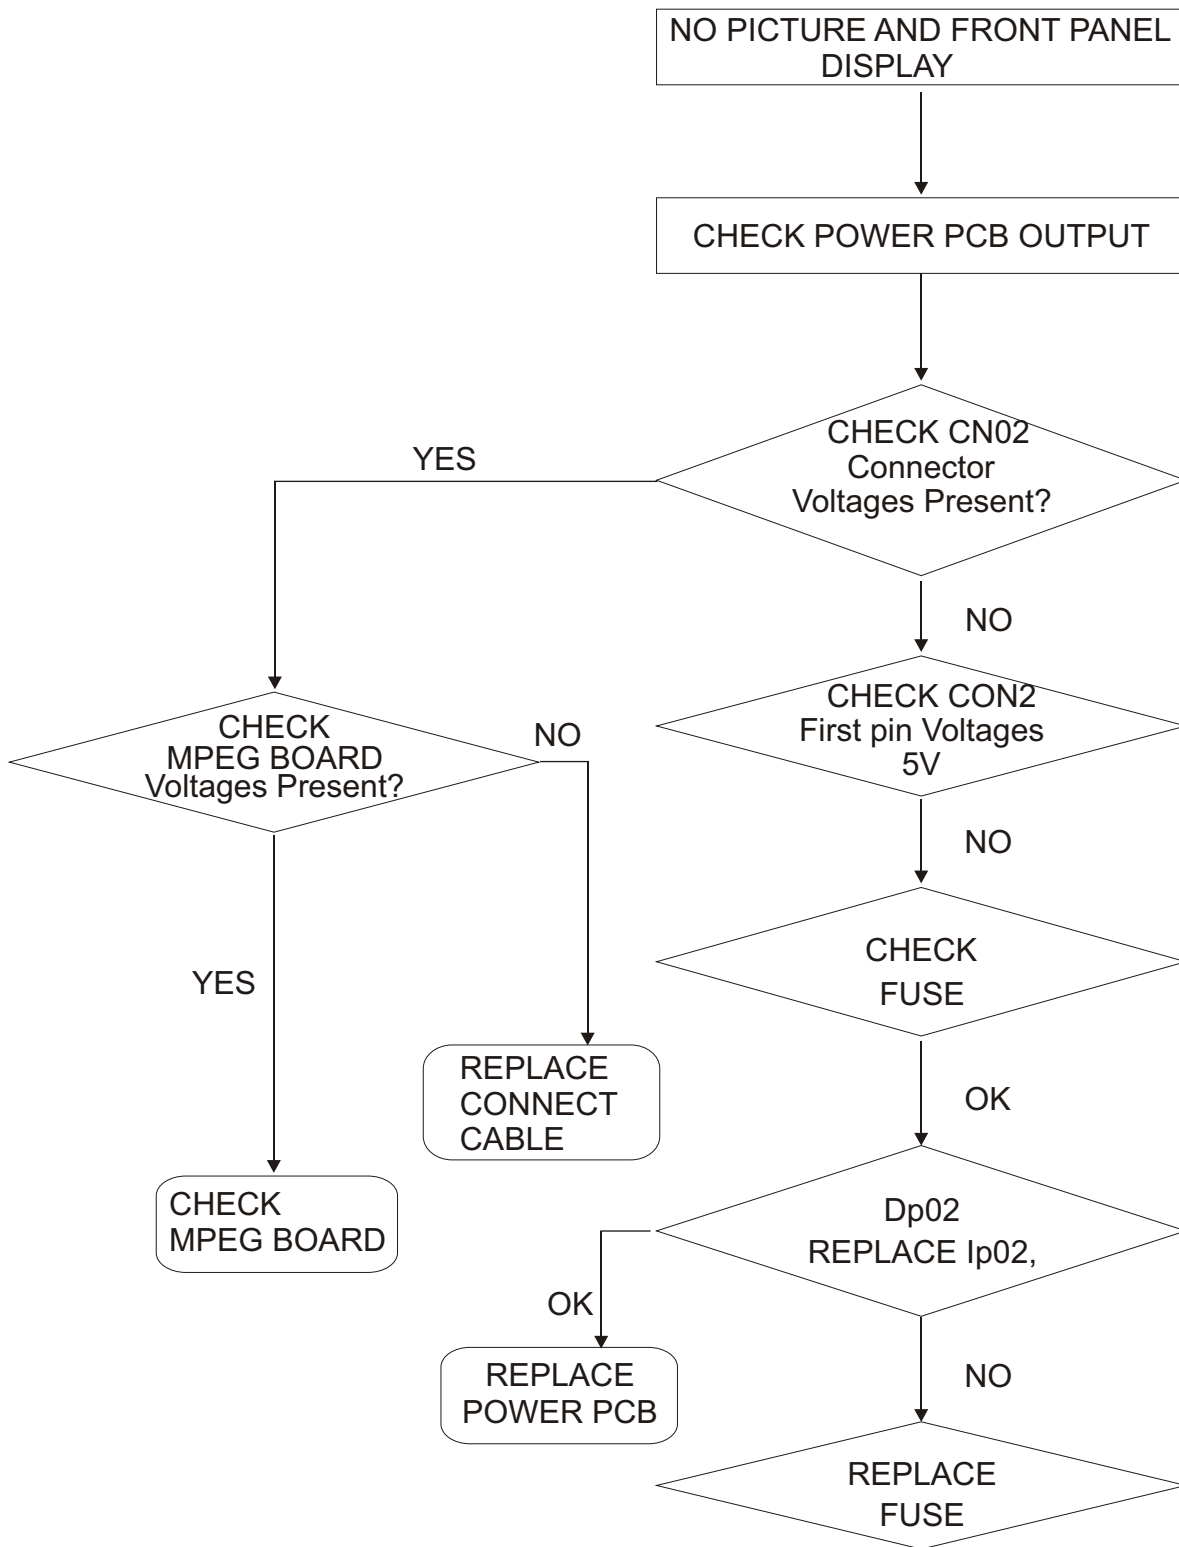 NO PICTURE AND FRONT PANEL
DISPLAY
CHECK POWER PCB OUTPUT
CHECK CN02
Connector
Voltages Present?
YES
NO
CHECK CON2
First pin Voltages
5V
CHECK
MPEG BOARD
Voltages Present?
NO
NO
CHECK
FUSE
YES
REPLACE
CONNECT
CABLE
OK
CHECK
MPEG BOARD
Dp02
REPLACE Ip02,
OK
REPLACE
POWER PCB
NO
REPLACE
FUSE